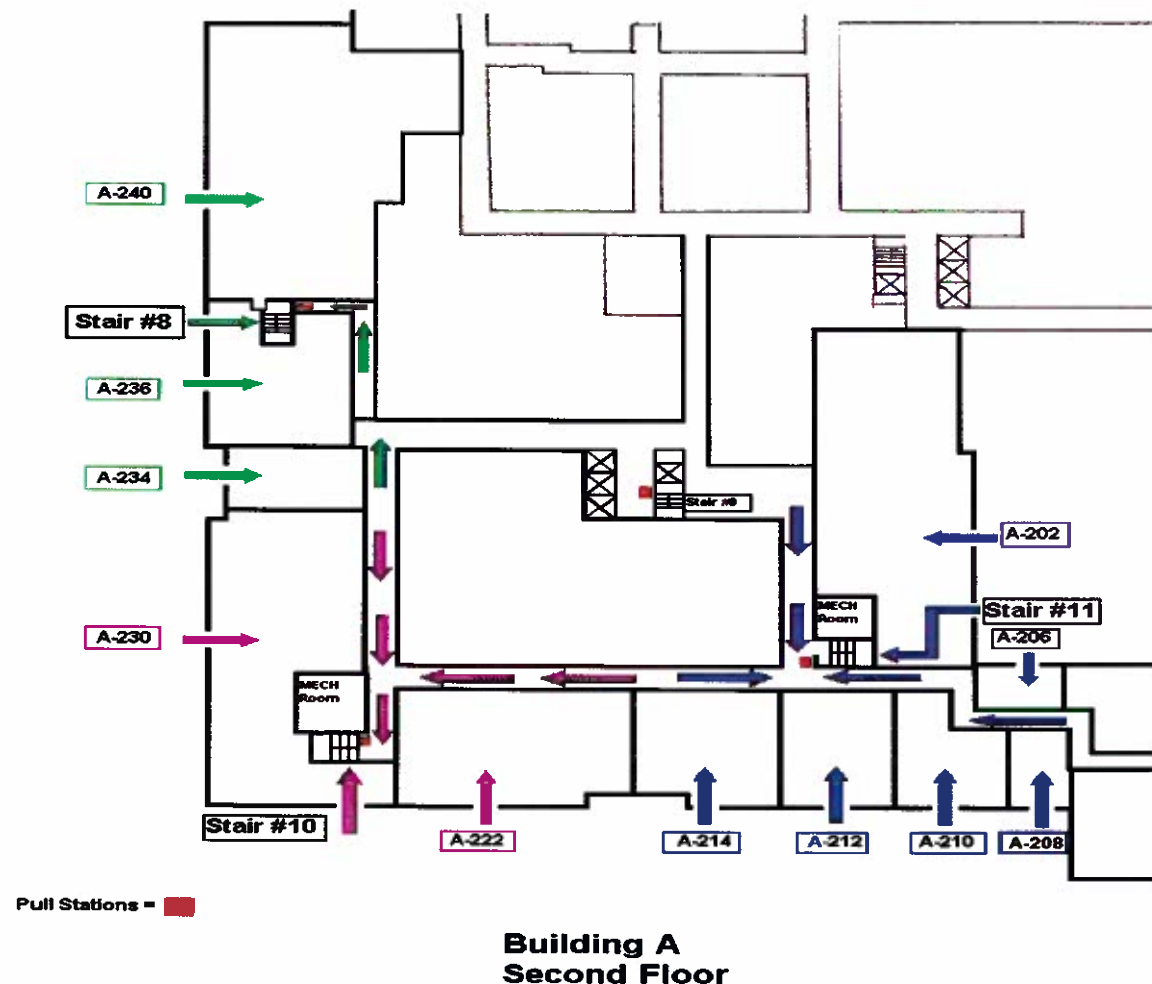 A-240
Stair #8
A-236
A-234
Stair #9
A-202
MECH
Room
Stair #11
A-206
A-230
MECH
Room
Stair #10
A-222
A-214
A-212
A-210
A-208
Pull Stations =
Building A
Second Floor